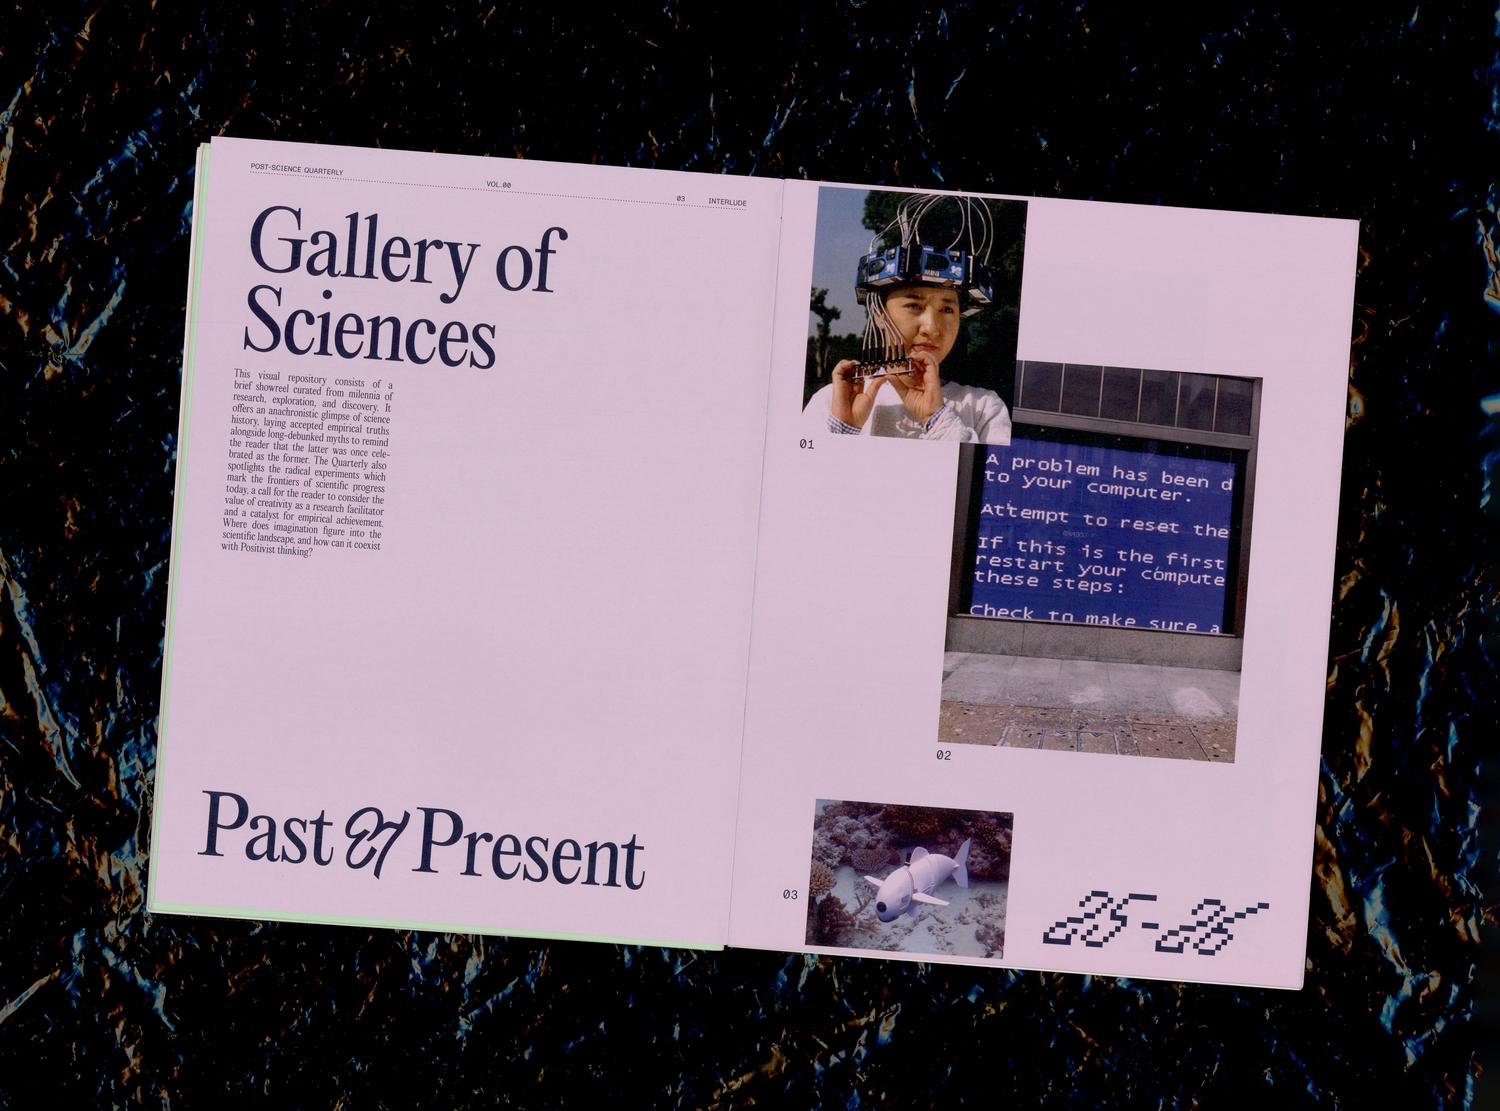 POST-SCIENCE QUARTERLY
VOL.00
03 INTERLUDE
Gallery of
Sciences
This visual repository consists of a
brief showreel curated from milennia of
research, exploration, and discovery. It
offers an anachronistic glimpse of science
history, laying accepted empirical truths
alongside long-debunked myths to remind
the reader that the latter was once cele-
brated as the former. The Quarterly also
spotlights the radical experiments which
mark the frontiers of scientific progress
today, a call for the reader to consider the
value of creativity as a research facilitator
and a catalyst for empirical achievement.
Where does imagination figure into the
scientific landscape, and how can it coexist
with Positivist thinking?
Past & Present
MINI
01
A problem has been d
to your computer.
Attempt to reset the
If this is the first
restart your compute
these steps:
Check to make sure a
02
03
25-26